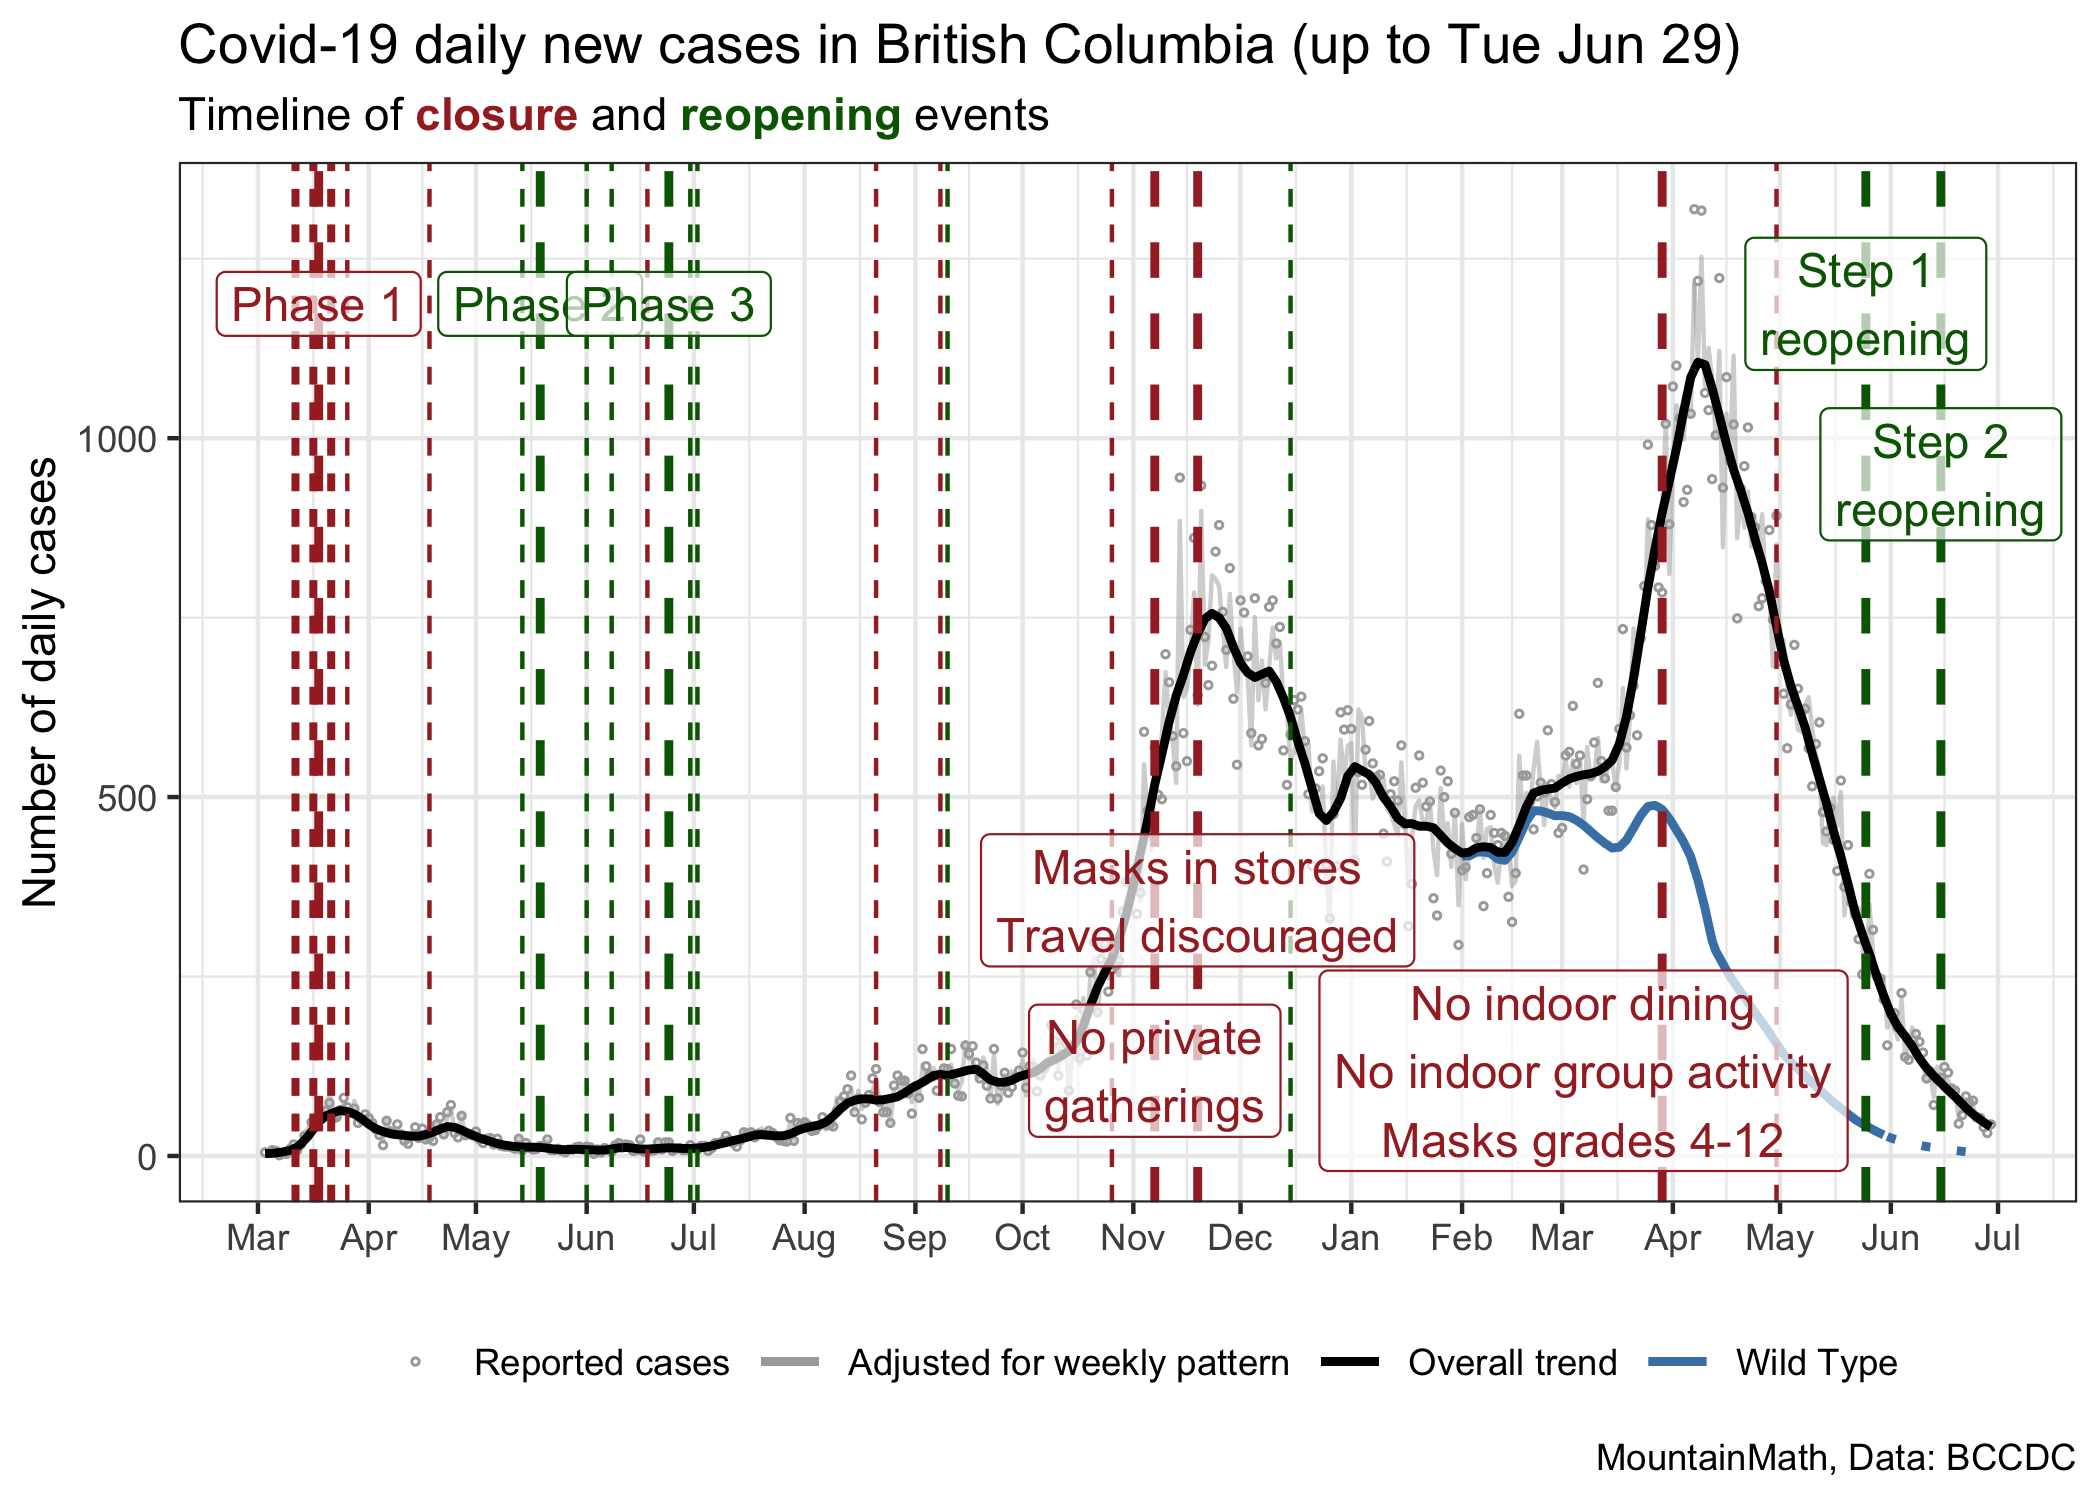 Covid-19 daily new cases in British Columbia (up to Tue Jun 29)
Timeline of closure and reopening events
Number of daily cases
1000
500
0
Phase 1
Phase 2
Phase 3
Step 1
reopening
Step 2
reopening
Masks in stores
Travel discouraged
No private
gatherings
No indoor dining
No indoor group activity
Masks grades 4-12
Mar Apr May Jun Jul Aug Sep Oct Nov Dec Jan Feb Mar Apr May Jun Jul
Reported cases Adjusted for weekly pattern Overall trend Wild Type
MountainMath, Data: BCCDC